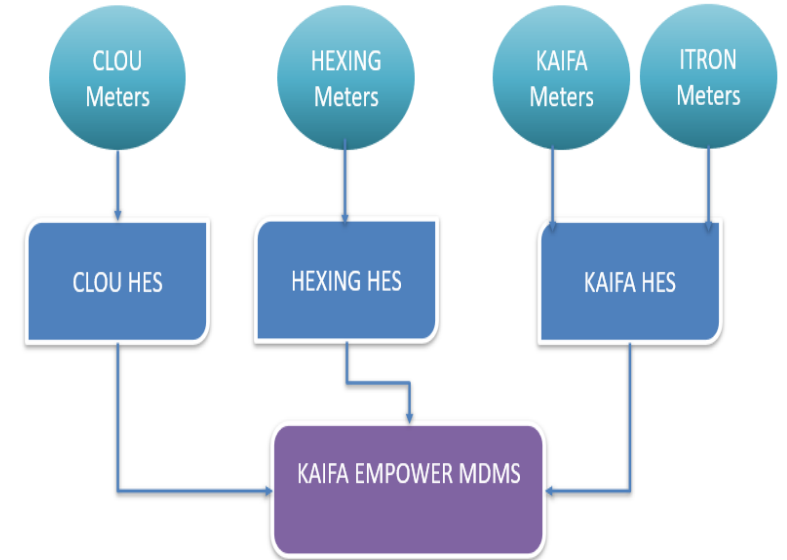 CLOU
Meters
HEXING
Meters
KAIFA
Meters
ITRON
Meters
CLOU HES
HEXING HES
KAIFA HES
KAIFA EMPOWER MDMS